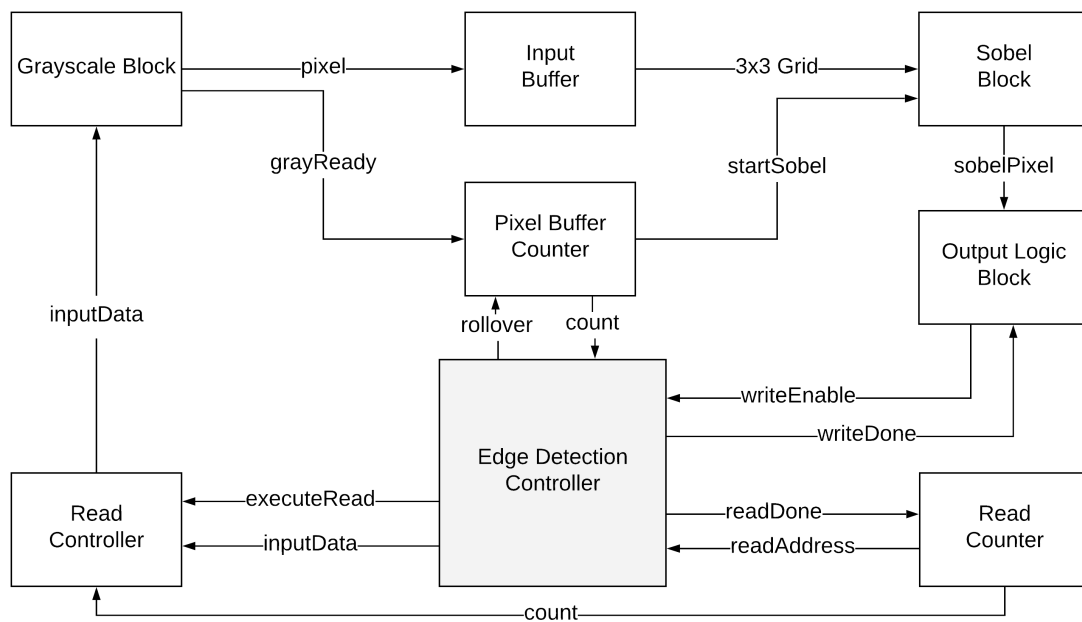 Grayscale Block
pixel
Input
Buffer
3x3 Grid
Sobel
Block
grayReady
startSobel
sobelPixel
Pixel Buffer
Counter
Output Logic
Block
inputData
rollover
count
writeEnable
writeDone
Edge Detection
Controller
executeRead
readDone
Read
Controller
inputData
readAddress
Read
Counter
count